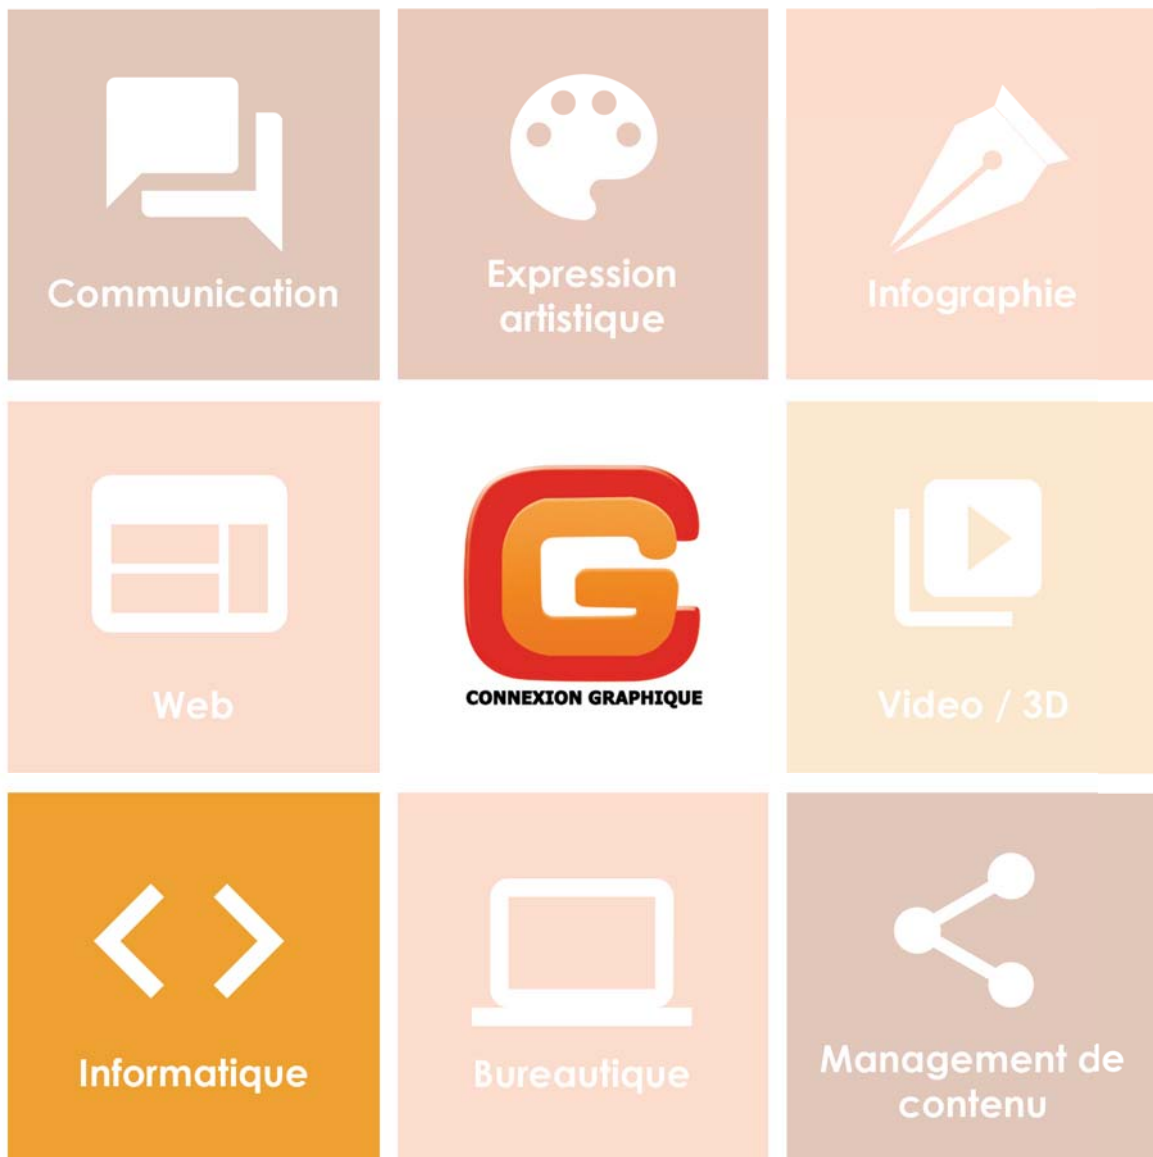 Communication
Expression
artistique
Infographie
Web
CONNEXION GRAPHIQUE
Video / 3D
Informatique
Bureautique
Management de
contenu